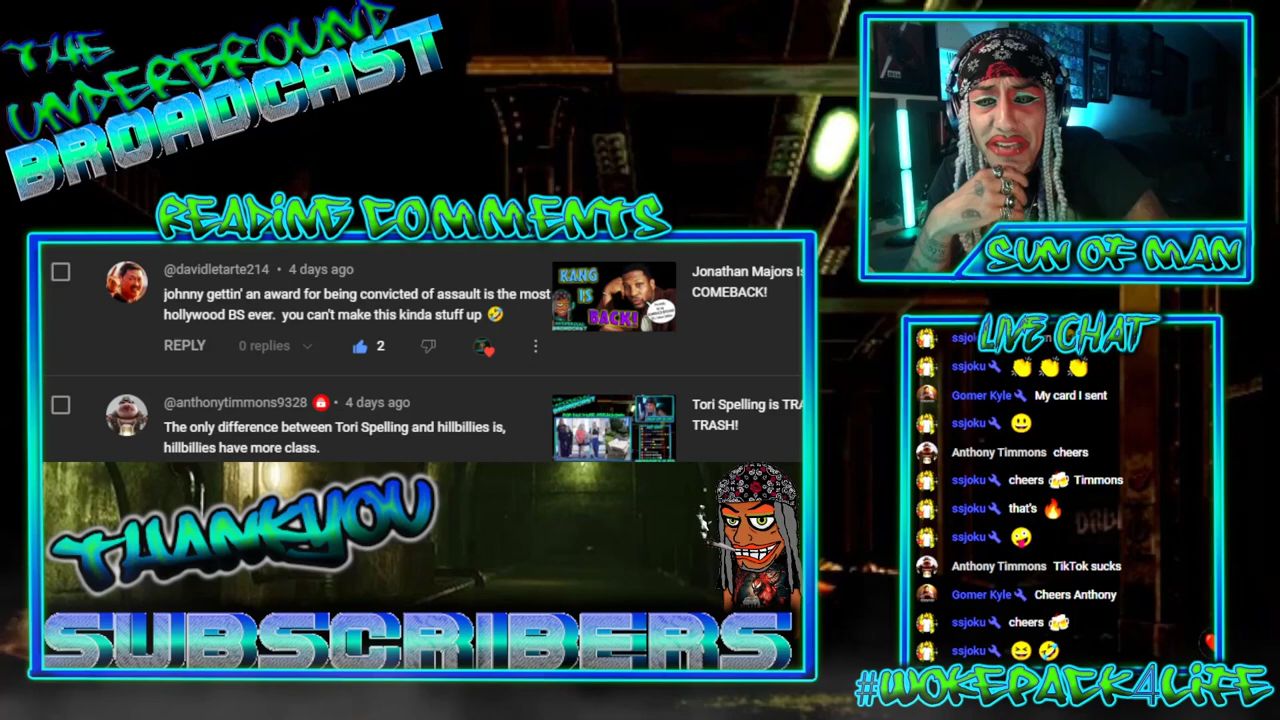 THE
UNDERGROUND
BROADCAST
READING COMMENTS
@davidletarte214 • 4 days ago
johnny gettin' an award for being convicted of assault is the most
hollywood BS ever. you can't make this kinda stuff up 🤣
REPLY 0 replies 2
KANG
IS
BACK!
Jonathan Majors Is
COMEBACK!
@anthonytimmons9328 • 4 days ago
The only difference between Tori Spelling and hillbillies is,
hillbillies have more class.
Tori Spelling is TRA
TRASH!
THANKYOU
SUBSCRIBERS
SUN OF MAN
LIVE CHAT
ssjoku
ssjoku 👏👏👏
Gomer Kyle My card I sent
ssjoku 😃
Anthony Timmons cheers
ssjoku cheers 🍻 Timmons
ssjoku that's 🔥
ssjoku 🤪
Anthony Timmons TikTok sucks
Gomer Kyle Cheers Anthony
ssjoku cheers 🍻
ssjoku 😆 🤣
#WOKEPACK4LIFE